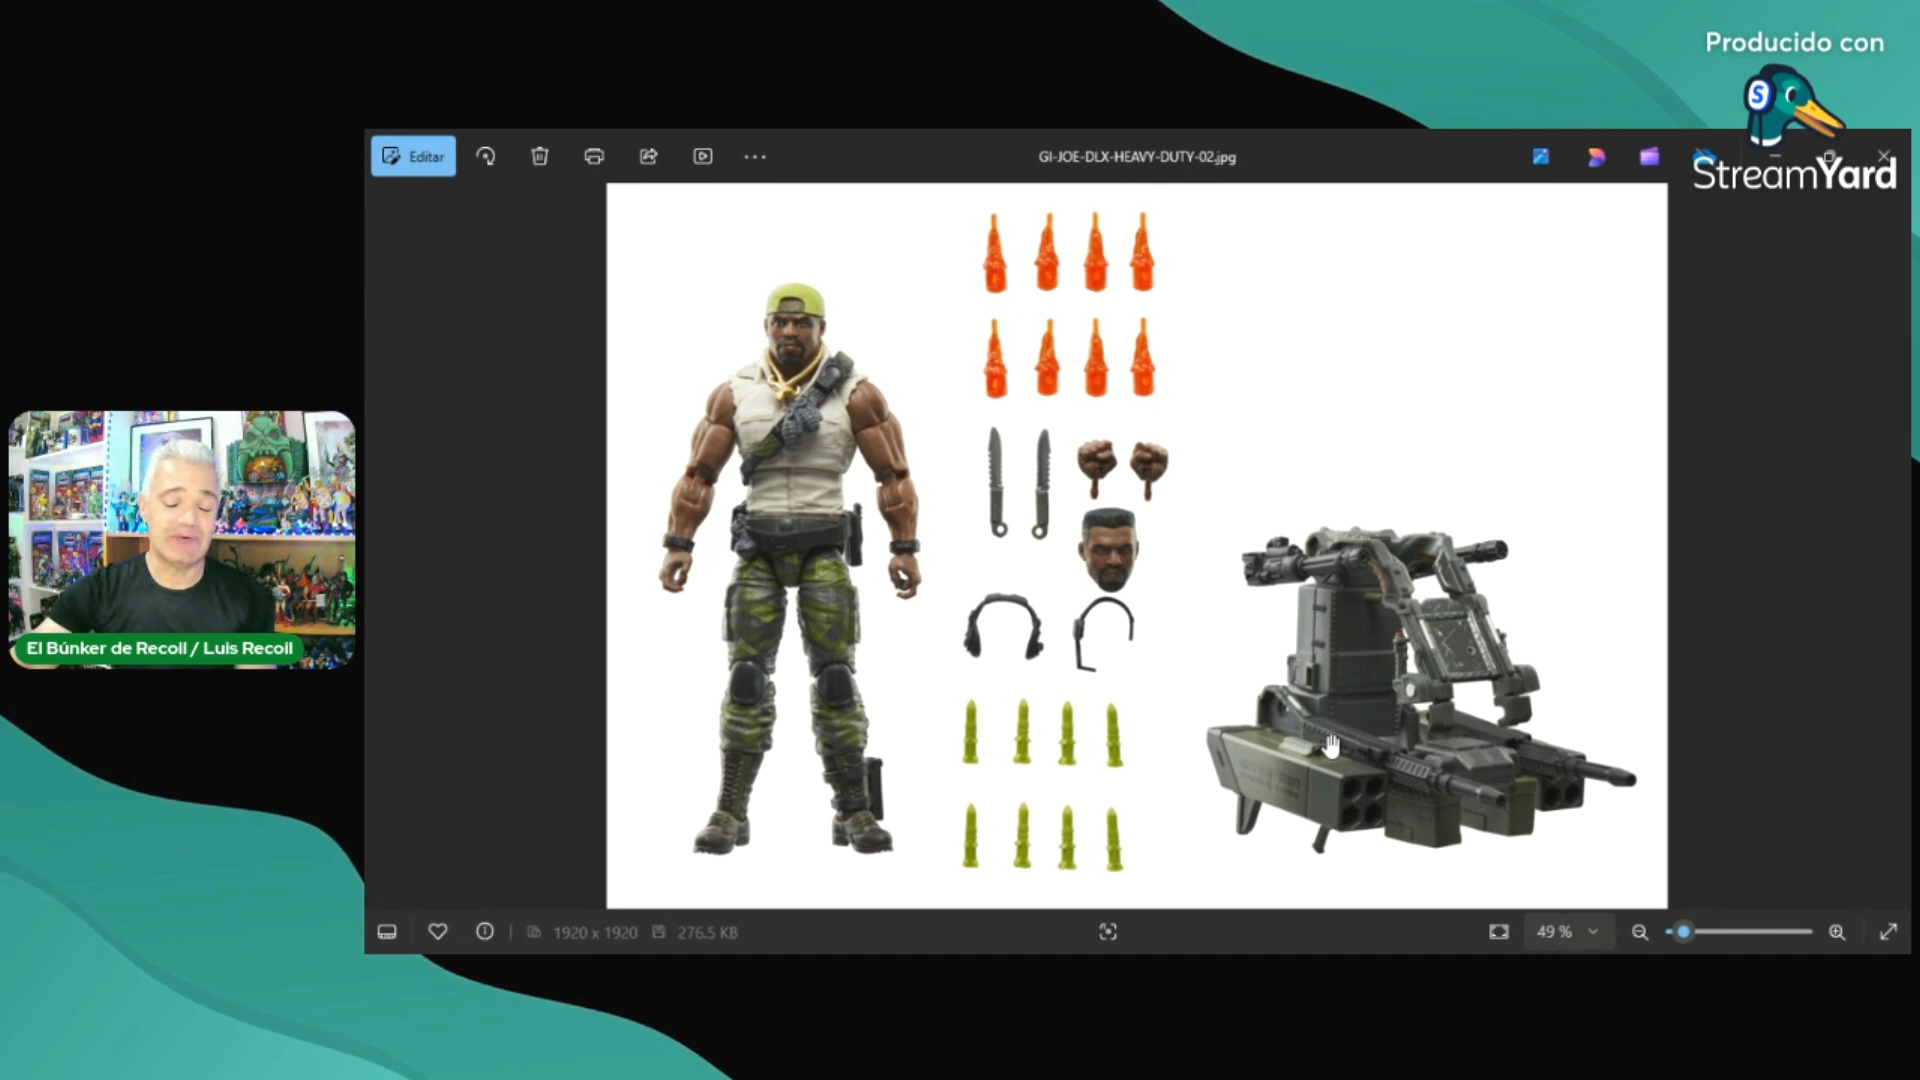 Producido con
StreamYard
Editar
GI-JOE-DLX-HEAVY-DUTY-02.jpg
El Búnker de Recoil / Luis Recoil
1920 x 1920
276.5 KB
49 %